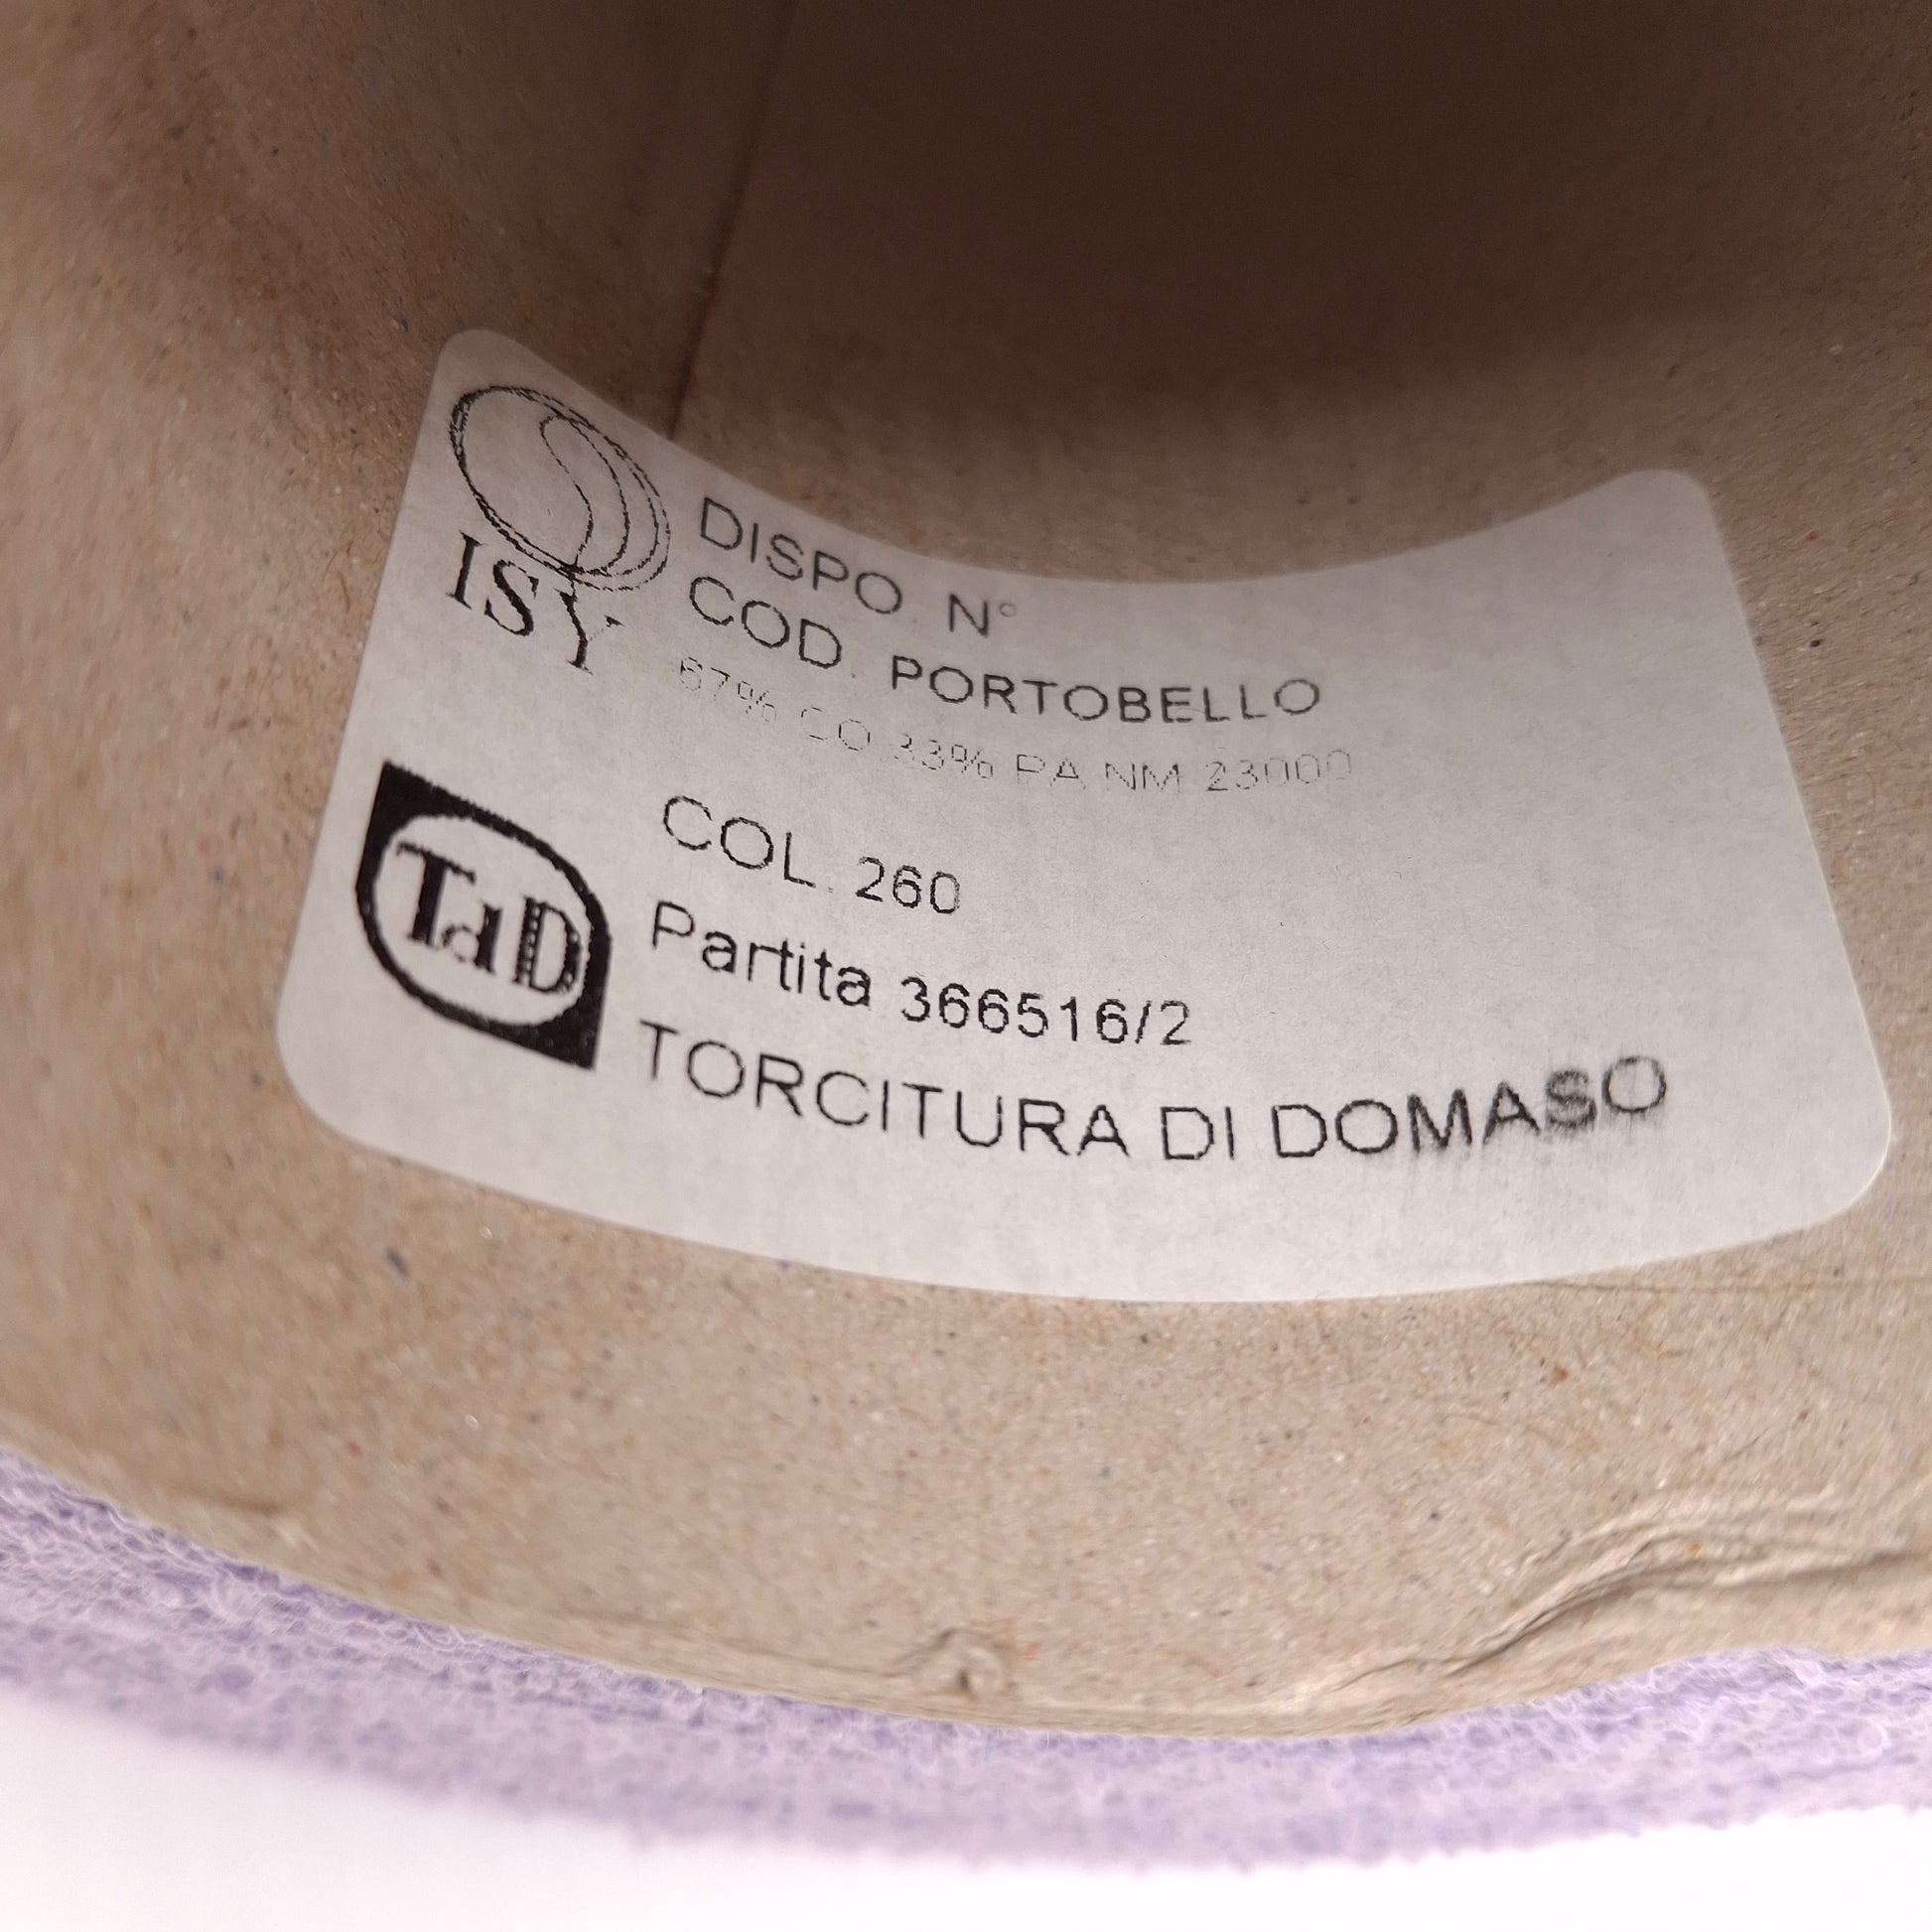 ISY
DISPO. N°
COD. PORTOBELLO
67% CO 33% PA NM 23000
TdD
COL. 260
Partita 366516/2
TORCITURA DI DOMASO